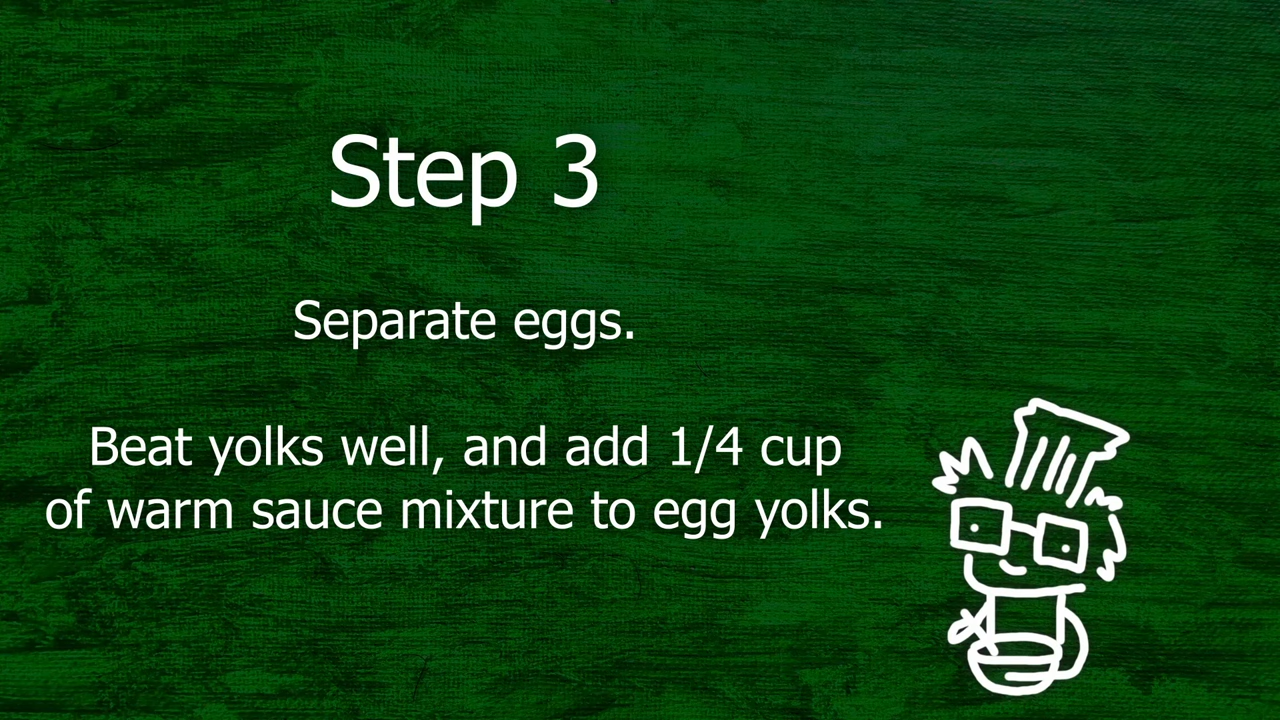 Step 3
Separate eggs.
Beat yolks well, and add 1/4 cup
of warm sauce mixture to egg yolks.